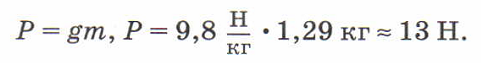 P = gm, P = 9,8 Н/кг · 1,29 кг ≈ 13 Н.